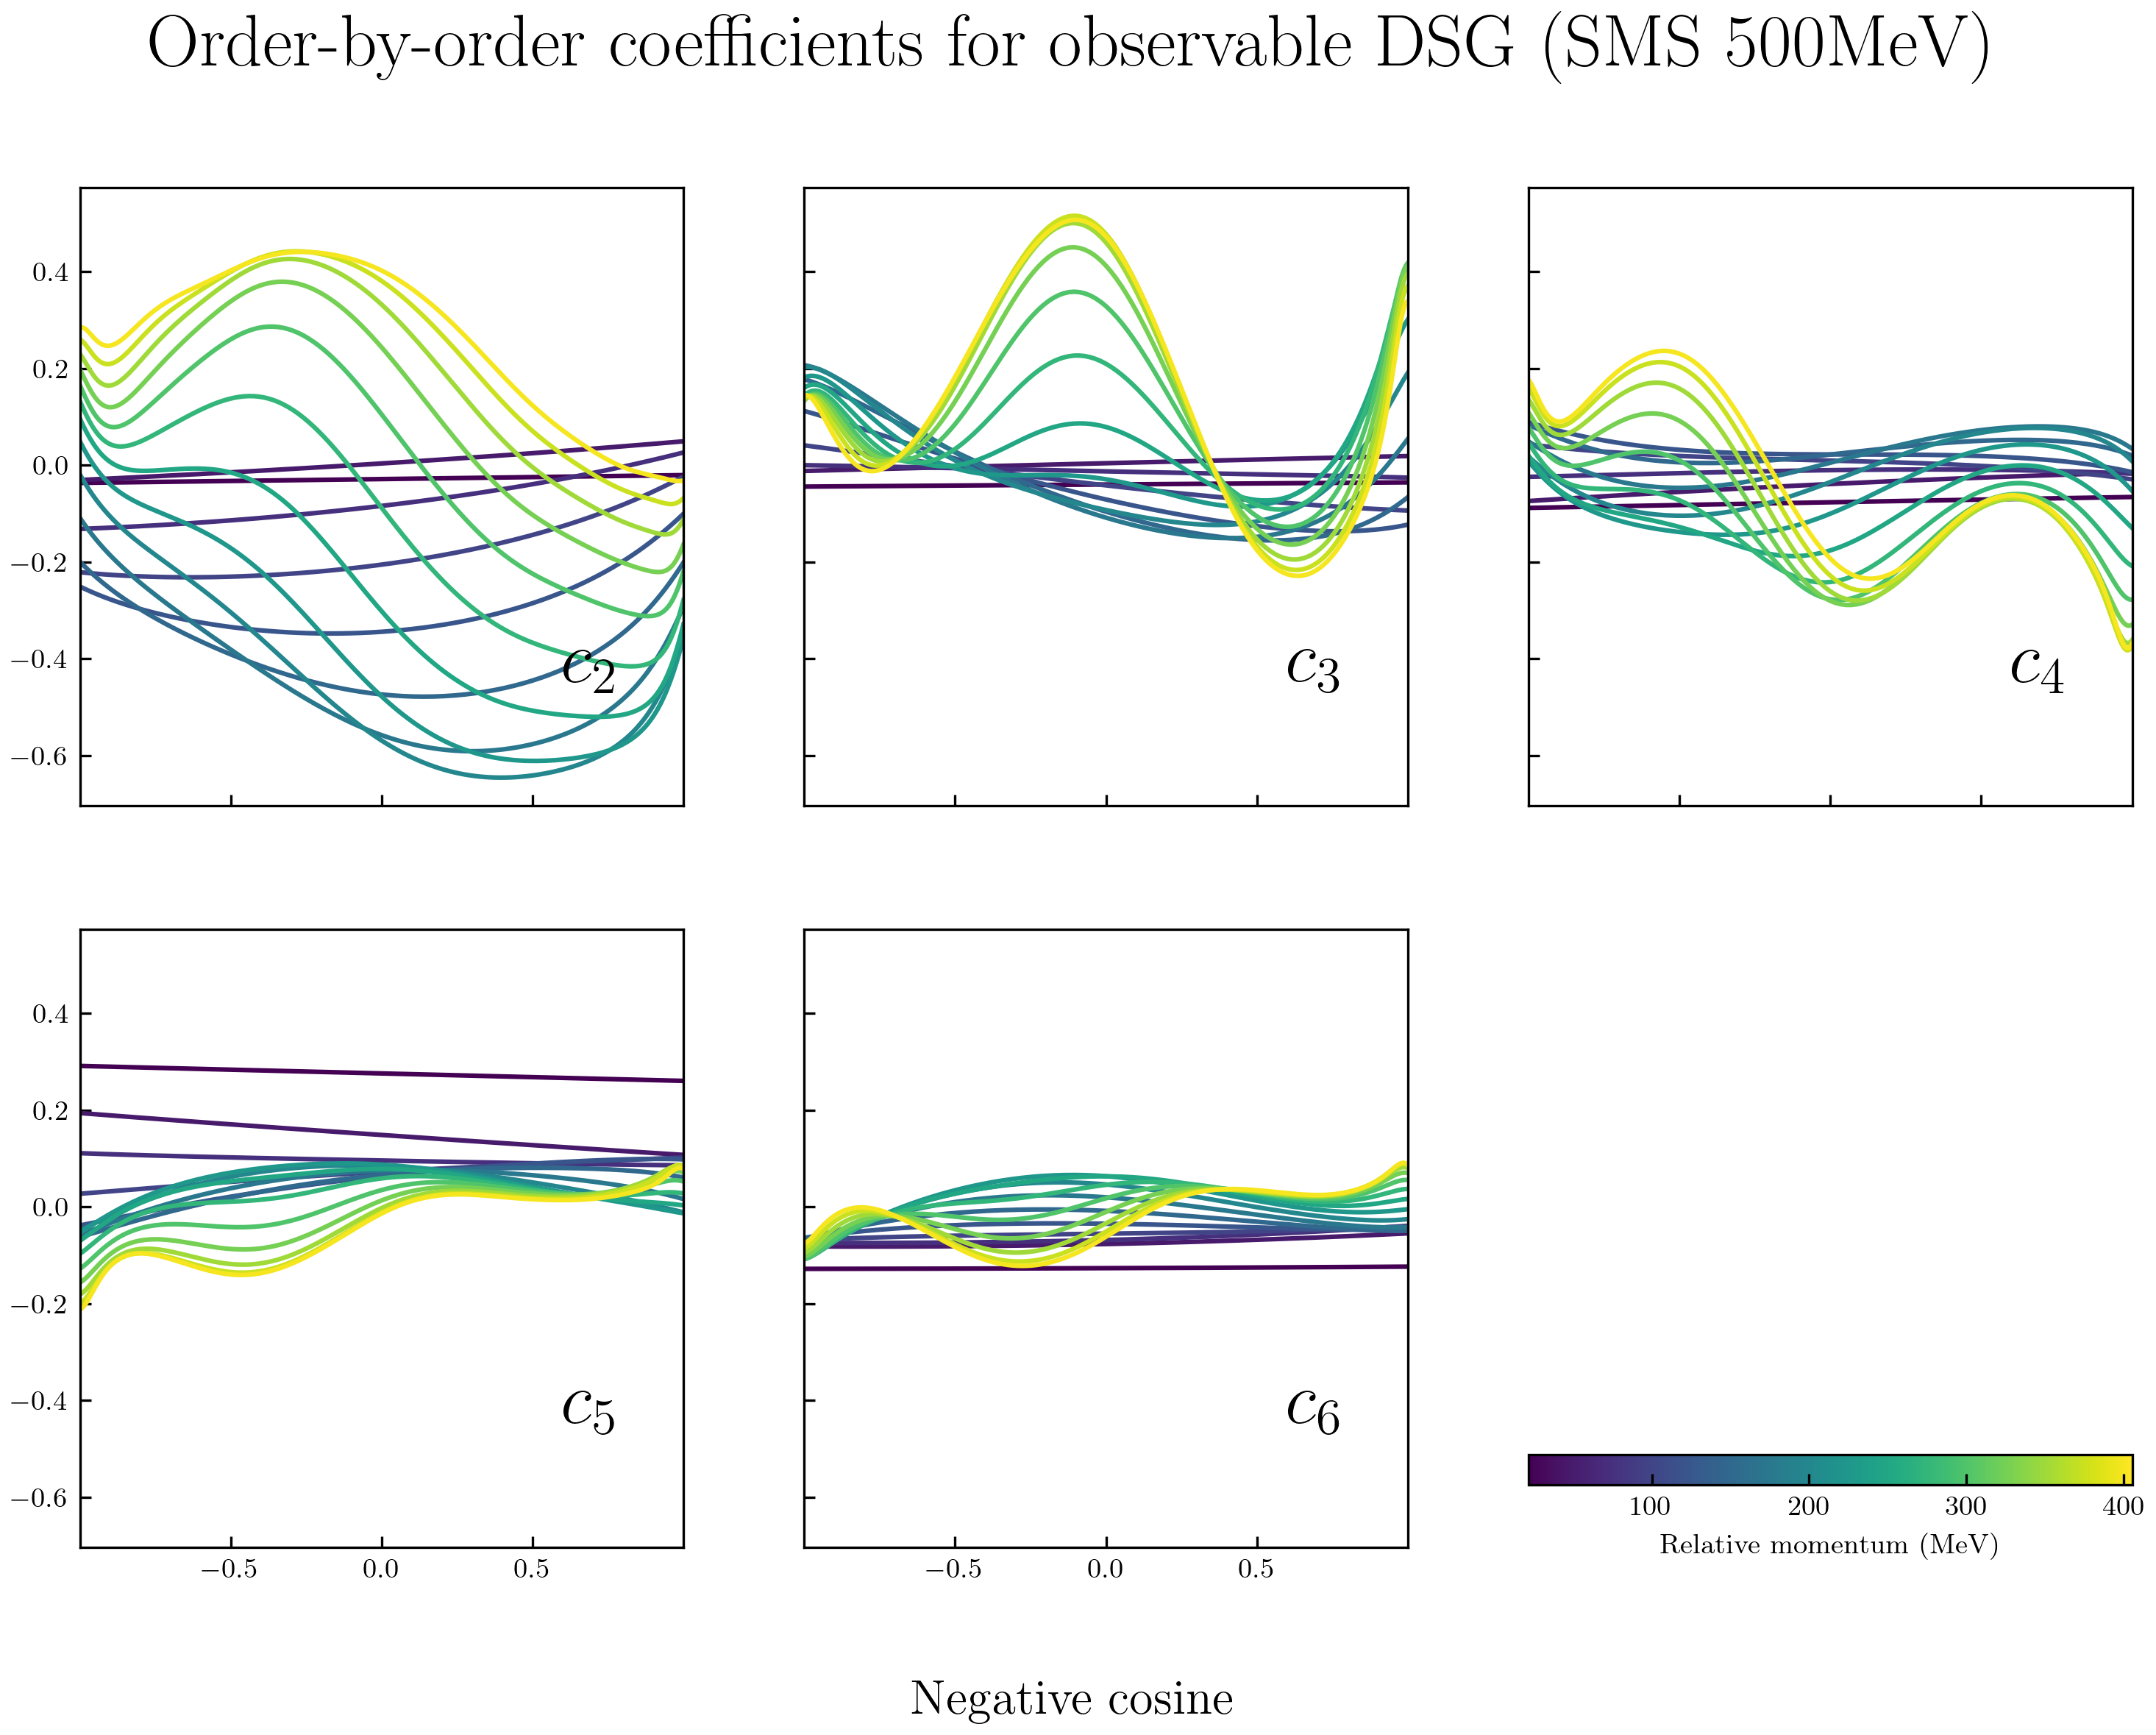 Order-by-order coefficients for observable DSG (SMS 500MeV)
0.4
0.2
0.0
−0.2
−0.4
−0.6
c₂
c₃
c₄
0.4
0.2
0.0
−0.2
−0.4
−0.6
c₅
c₆
−0.5 0.0 0.5
−0.5 0.0 0.5
100 200 300 400
Relative momentum (MeV)
Negative cosine